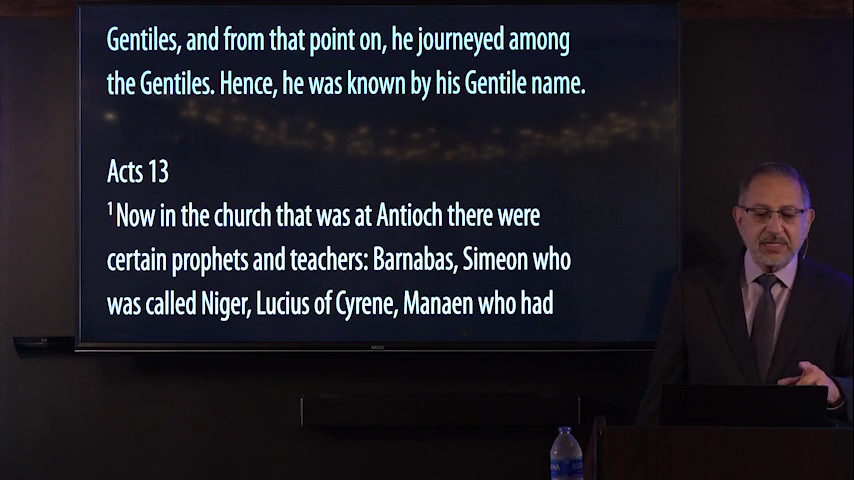 Gentiles, and from that point on, he journeyed among
the Gentiles. Hence, he was known by his Gentile name.
Acts 13
1 Now in the church that was at Antioch there were
certain prophets and teachers: Barnabas, Simeon who
was called Niger, Lucius of Cyrene, Manaen who had
VIZIO